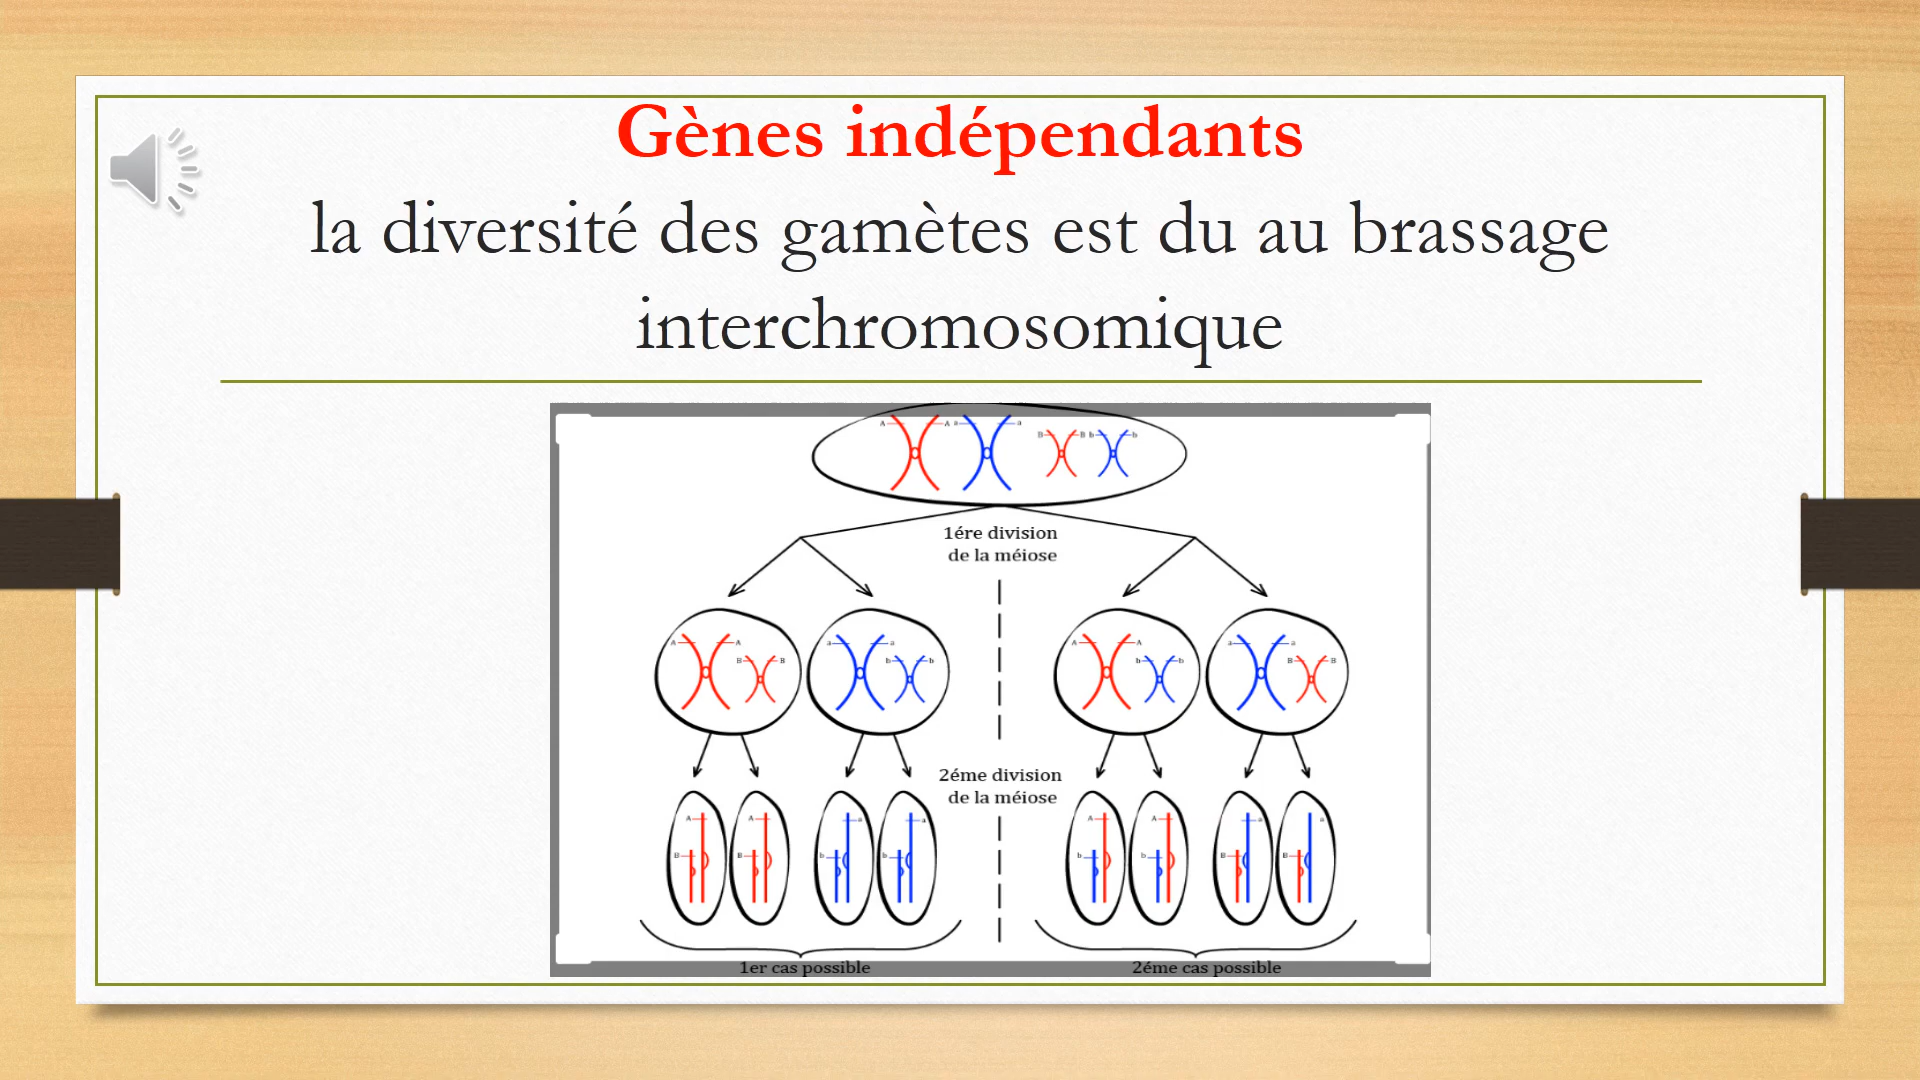 Gènes indépendants
la diversité des gamètes est du au brassage
interchromosomique
A A a a B B b b
1ére division
de la méiose
A A B B a a b b A A b b a a B B
2éme division
de la méiose
A A a a A A a a
B B b b b b B B
1er cas possible 2éme cas possible